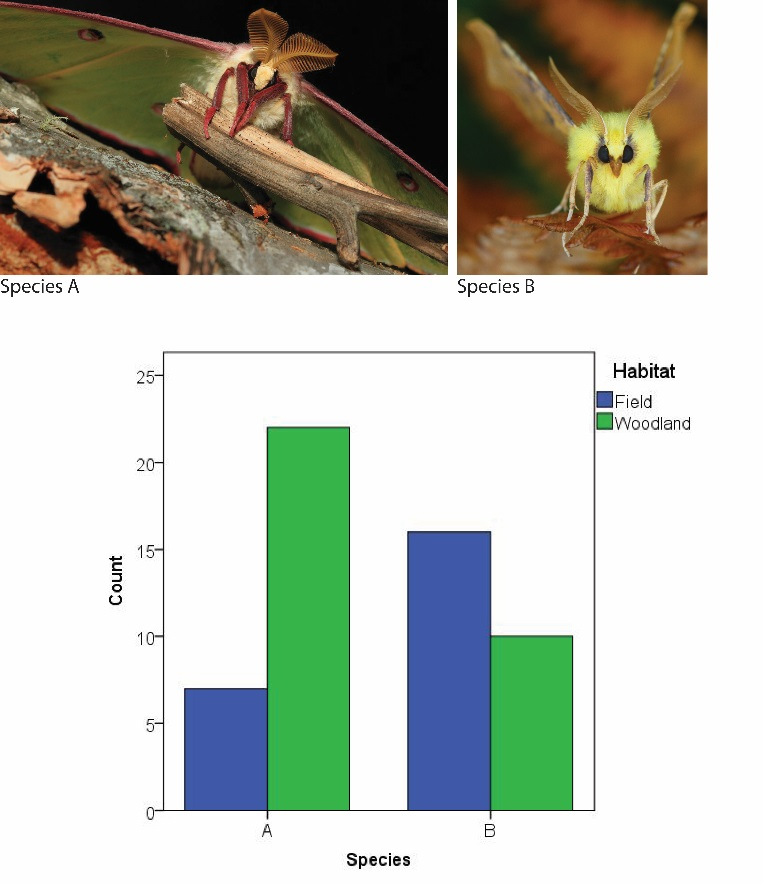 Species A
Species B
Habitat
Field
Woodland
25
20
15
10
5
0
Count
A
B
Species